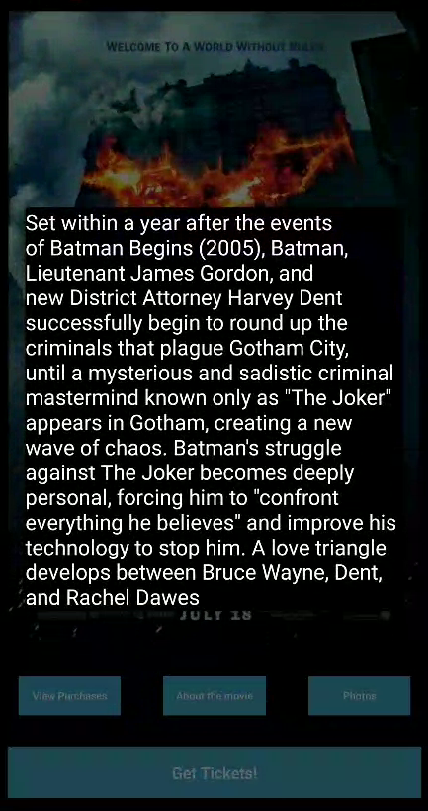 WELCOME TO A WORLD WITHOUT RULES
Set within a year after the events
of Batman Begins (2005), Batman,
Lieutenant James Gordon, and
new District Attorney Harvey Dent
successfully begin to round up the
criminals that plague Gotham City,
until a mysterious and sadistic criminal
mastermind known only as "The Joker"
appears in Gotham, creating a new
wave of chaos. Batman's struggle
against The Joker becomes deeply
personal, forcing him to "confront
everything he believes" and improve his
technology to stop him. A love triangle
develops between Bruce Wayne, Dent,
and Rachel Dawes
JULY 18
View Purchases
About the movie
Photos
Get Tickets!